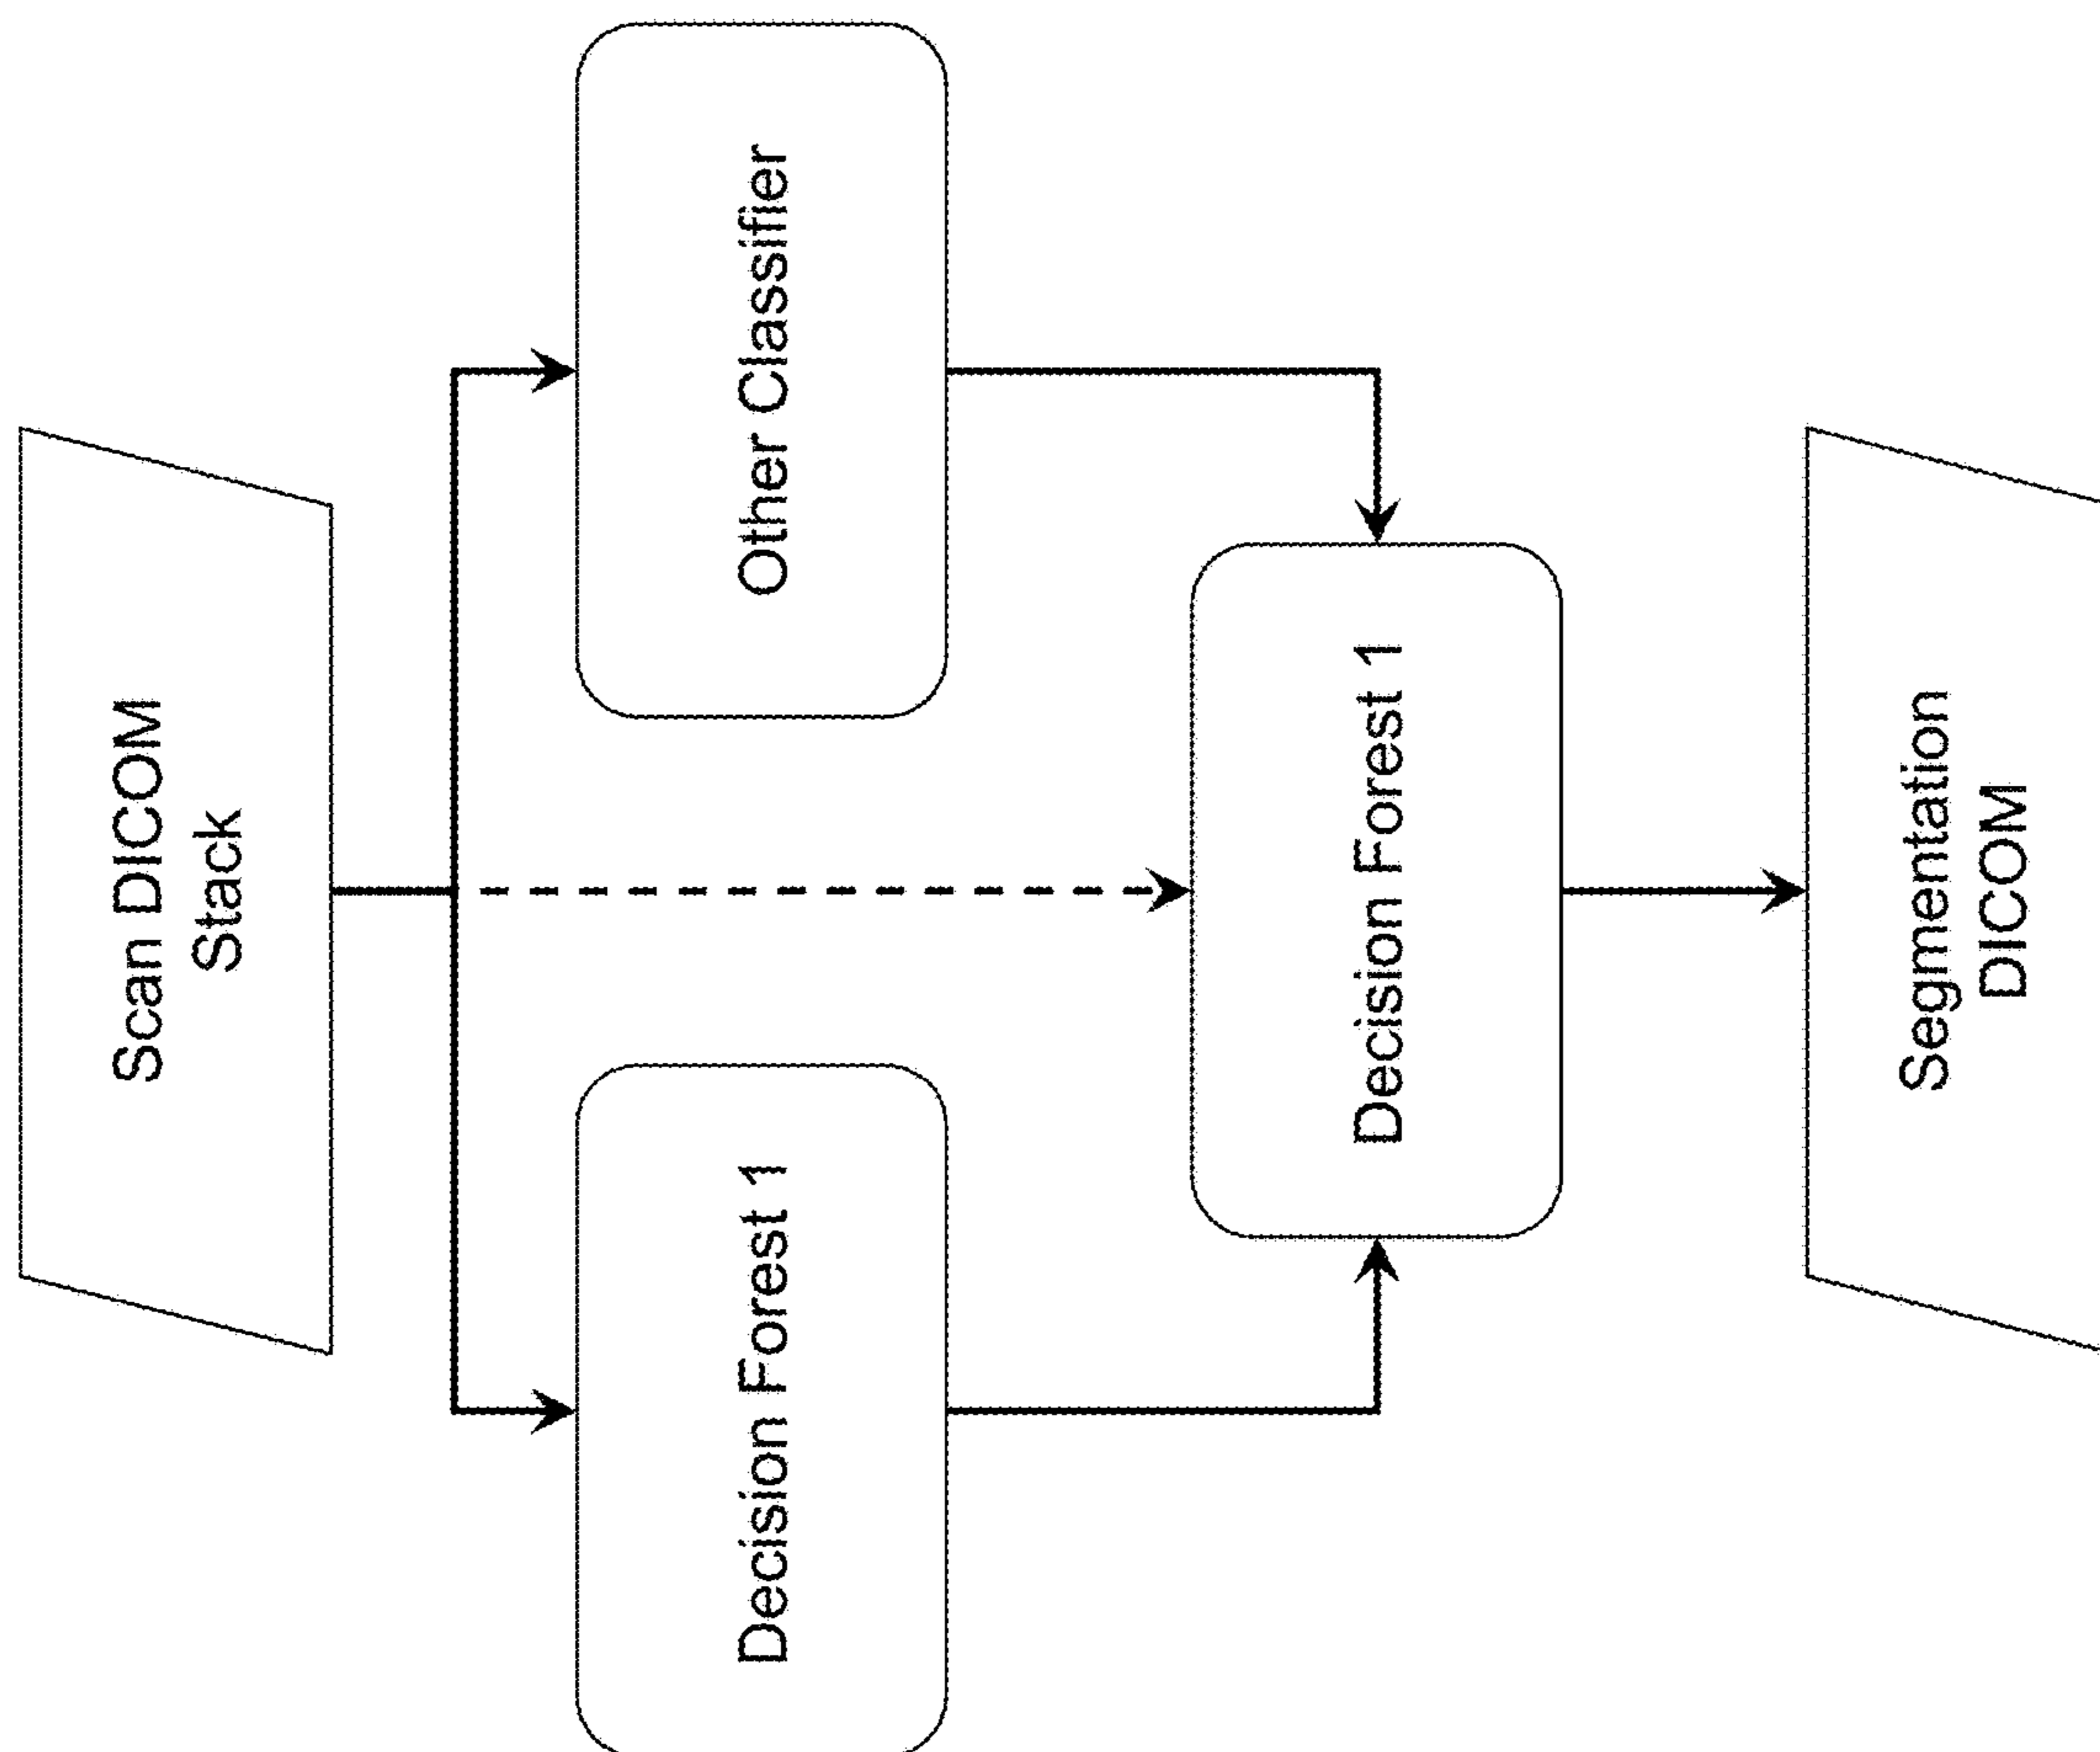 Scan DICOM
Stack
Decision Forest 1
Other Classifier
Decision Forest 1
Segmentation
DICOM